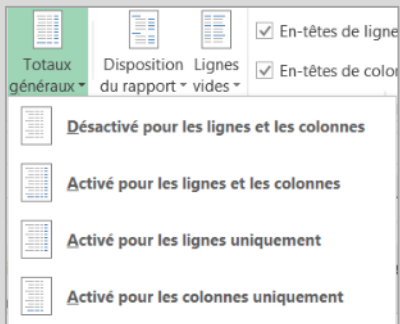 Totaux généraux
Disposition du rapport
Lignes vides
En-têtes de ligne
En-têtes de colo
Désactivé pour les lignes et les colonnes
Activé pour les lignes et les colonnes
Activé pour les lignes uniquement
Activé pour les colonnes uniquement